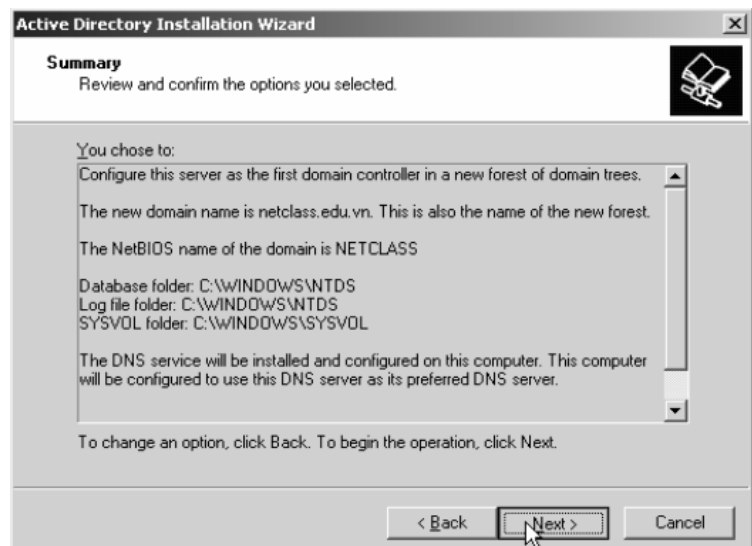 Active Directory Installation Wizard
Summary
Review and confirm the options you selected.
You chose to:
Configure this server as the first domain controller in a new forest of domain trees.
The new domain name is netclass.edu.vn. This is also the name of the new forest.
The NetBIOS name of the domain is NETCLASS
Database folder: C:\WINDOWS\NTDS
Log file folder: C:\WINDOWS\NTDS
SYSVOL folder: C:\WINDOWS\SYSVOL
The DNS service will be installed and configured on this computer. This computer
will be configured to use this DNS server as its preferred DNS server.
To change an option, click Back. To begin the operation, click Next.
< Back Next > Cancel